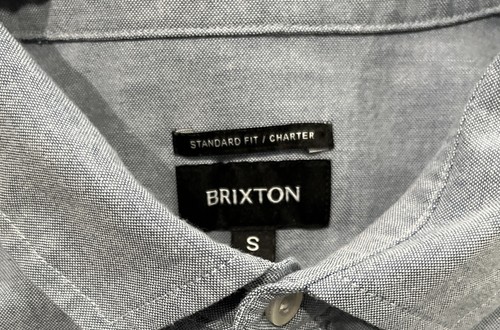 STANDARD FIT / CHARTER
BRIXTON
S